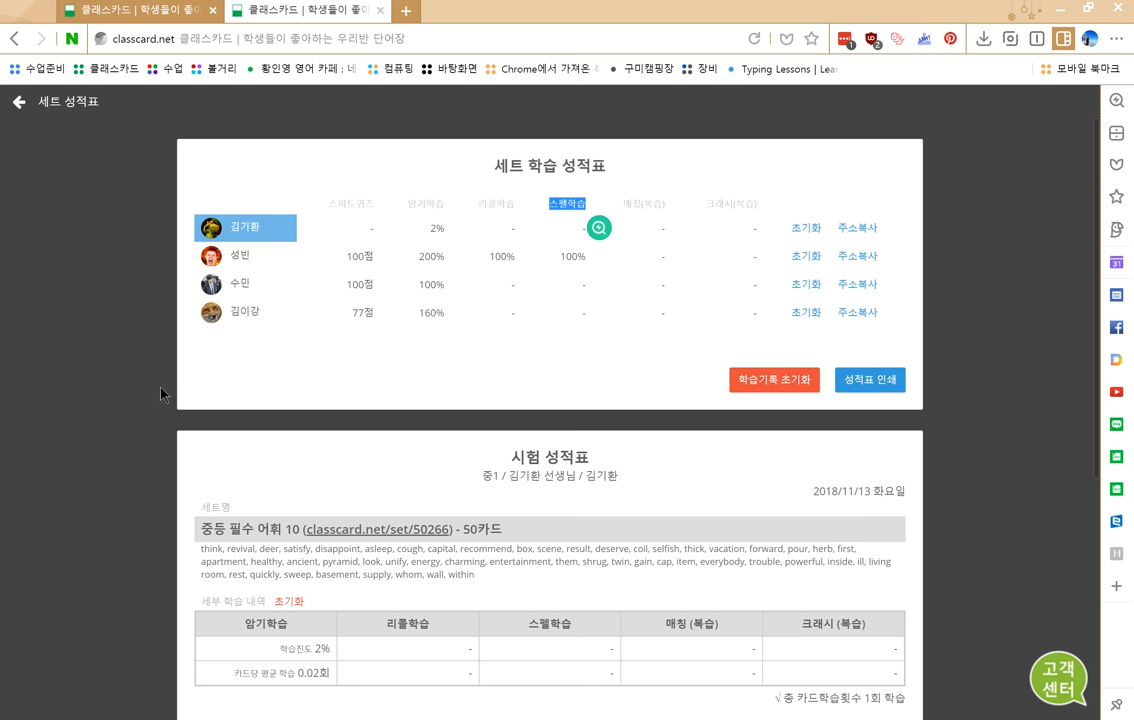 클래스카드 | 학생들이 좋아
클래스카드 | 학생들이 좋아
classcard.net 클래스카드 | 학생들이 좋아하는 우리반 단어장
수업준비 클래스카드 수업 볼거리 황인영 영어 카페 : 네 컴퓨팅 바탕화면 Chrome에서 가져온 구미캠핑장 장비 Typing Lessons | Lear 모바일 북마크
세트 성적표
세트 학습 성적표
스피드퀴즈 암기학습 리콜학습 스펠학습 매칭(복습) 크래시(복습)
김기환 - 2% - - - - 초기화 주소복사
성빈 100점 200% 100% 100% - - 초기화 주소복사
수민 100점 100% - - - - 초기화 주소복사
김이강 77점 160% - - - - 초기화 주소복사
학습기록 초기화 성적표 인쇄
시험 성적표
중1 / 김기환 선생님 / 김기환
2018/11/13 화요일
세트명
중등 필수 어휘 10 (classcard.net/set/50266) - 50카드
think, revival, deer, satisfy, disappoint, asleep, cough, capital, recommend, box, scene, result, deserve, coil, selfish, thick, vacation, forward, pour, herb, first,
apartment, healthy, ancient, pyramid, look, unify, energy, charming, entertainment, them, shrug, twin, gain, cap, item, everybody, trouble, powerful, inside, ill, living
room, rest, quickly, sweep, basement, supply, whom, wall, within
세부 학습 내역 초기화
암기학습 리콜학습 스펠학습 매칭 (복습) 크래시 (복습)
학습진도 2% - - - -
카드당 평균 학습 0.02회 - - - -
√ 총 카드학습횟수 1회 학습
고객
센터